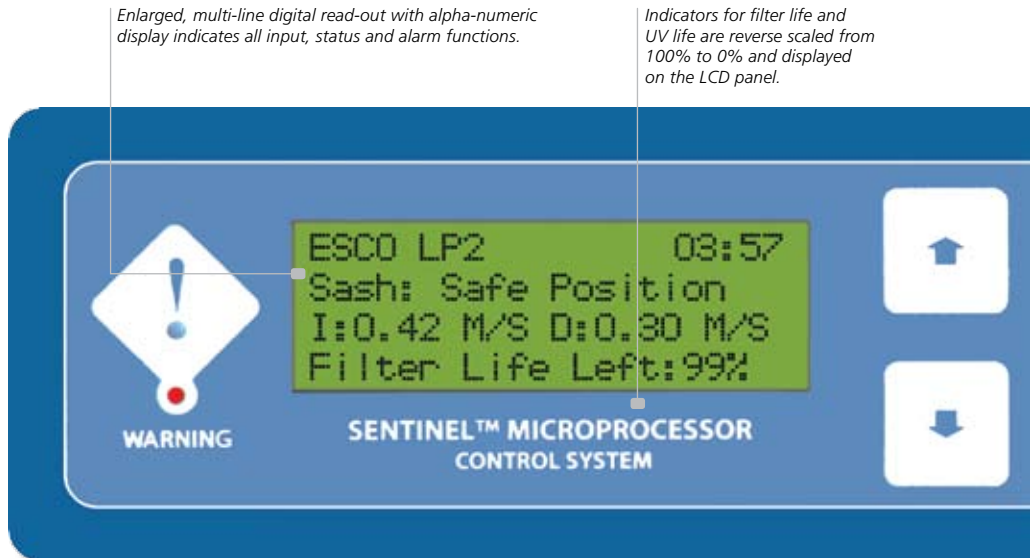 Enlarged, multi-line digital read-out with alpha-numeric
display indicates all input, status and alarm functions.
Indicators for filter life and
UV life are reverse scaled from
100% to 0% and displayed
on the LCD panel.
!
WARNING
ESCO LP2 03:57
Sash: Safe Position
I:0.42 M/S D:0.30 M/S
Filter Life Left:99%
SENTINEL™ MICROPROCESSOR
CONTROL SYSTEM